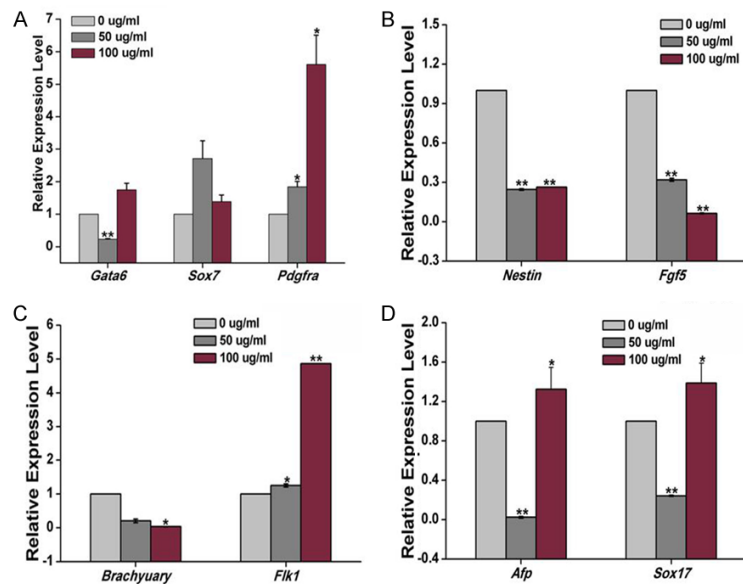 A
0 ug/ml
50 ug/ml
100 ug/ml
Relative Expression Level
7
6
5
4
3
2
1
0
*
**
*
Gata6 Sox7 Pdgfra
B
0 ug/ml
50 ug/ml
100 ug/ml
Relative Expression Level
1.5
1.2
0.9
0.6
0.3
0.0
-0.3
** **
**
**
Nestin Fgf5
C
0 ug/ml
50 ug/ml
100 ug/ml
Relative Expression Level
6
5
4
3
2
1
0
-1
**
*
*
Brachyuary Flk1
D
0 ug/ml
50 ug/ml
100 ug/ml
Relative Expression Level
2.0
1.6
1.2
0.8
0.4
0.0
-0.4
* *
**
**
Afp Sox17